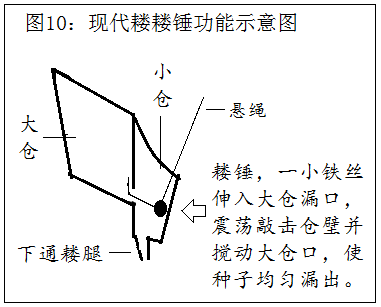 图10：现代耧耧锤功能示意图
小仓
悬绳
大仓
耧锤，一小铁丝
伸入大仓漏口，
震荡敲击仓壁并
搅动大仓口，使
种子均匀漏出。
下通耧腿